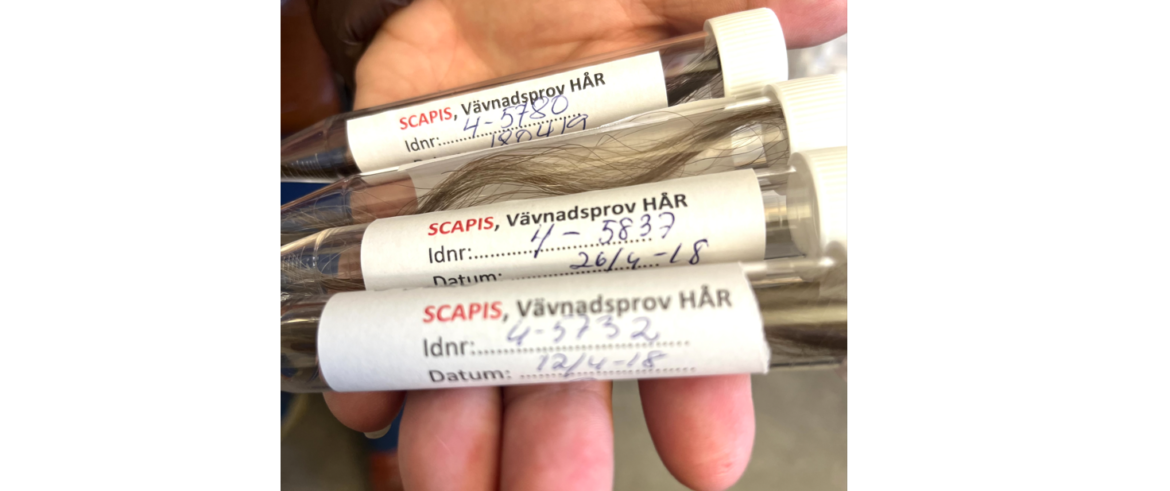 SCAPIS, Vävnadsprov HÅR
Idnr:..........4-5780
180419
SCAPIS, Vävnadsprov HÅR
Idnr:..........4-5837
Datum: ..........26/4-18
SCAPIS, Vävnadsprov HÅR
Idnr:..........4-5732
Datum: ..........12/4-18